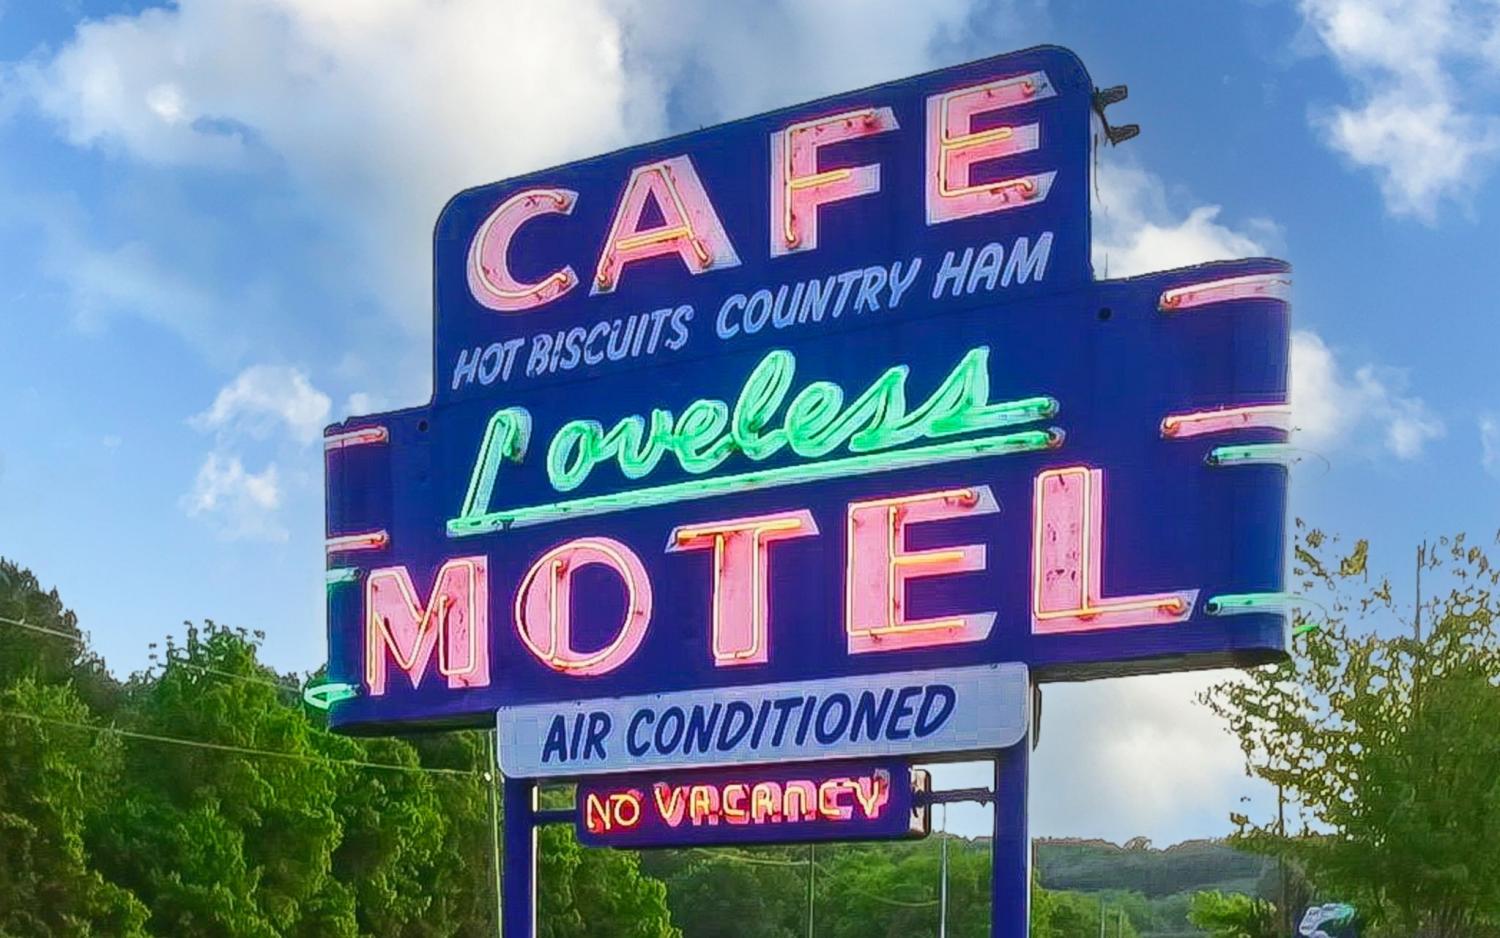 CAFE
HOT BISCUITS COUNTRY HAM
Loveless
MOTEL
AIR CONDITIONED
NO VACANCY